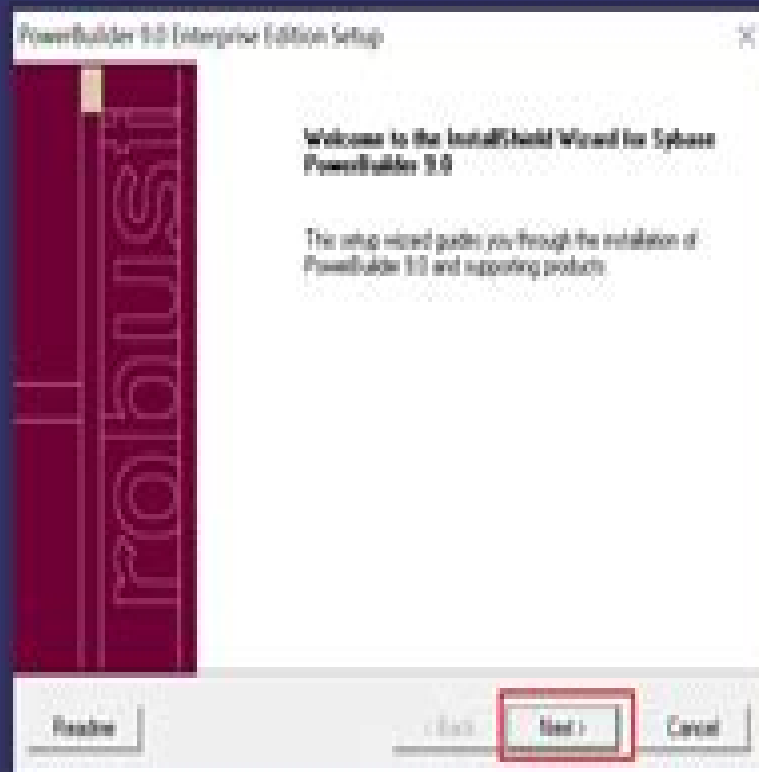 PowerBuilder 9.0 Enterprise Edition Setup
robust
Welcome to the InstallShield Wizard for Sybase
PowerBuilder 9.0
This setup wizard guides you through the installation of
PowerBuilder 9.0 and supporting products
Readme
< Back
Next >
Cancel